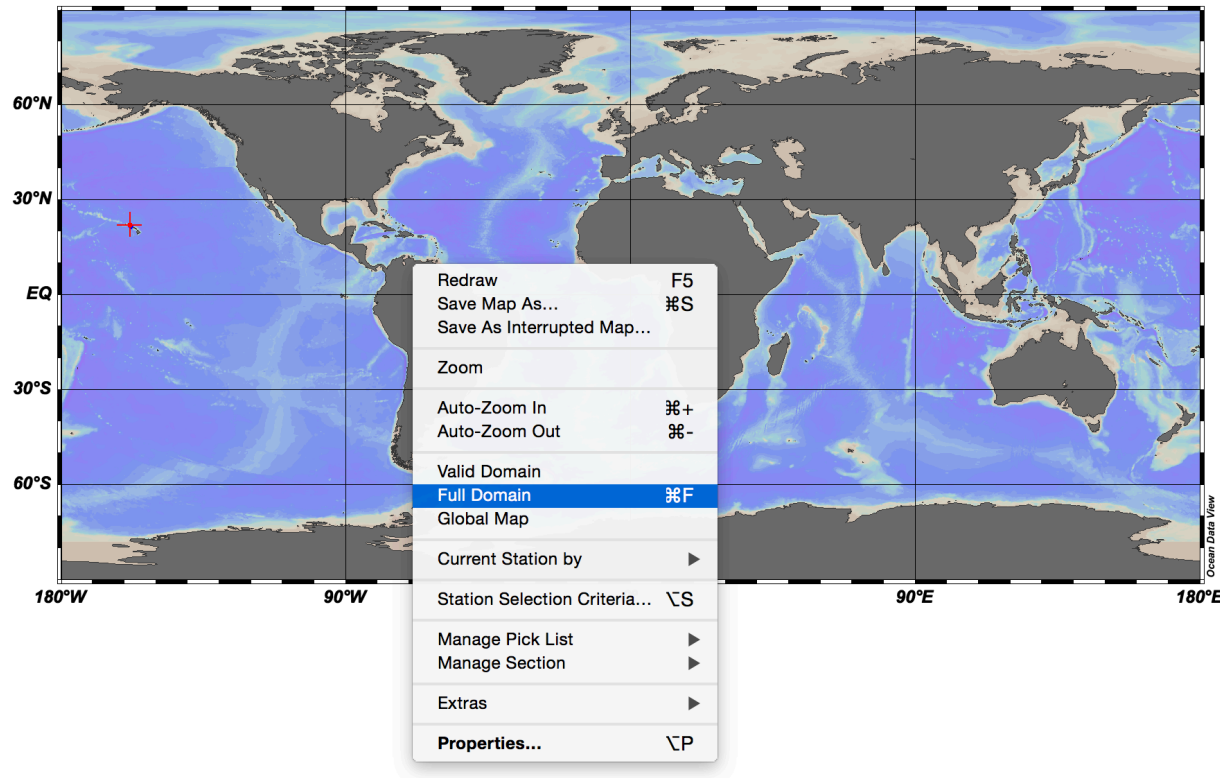 60°N
30°N
EQ
30°S
60°S
180°W
90°W
90°E
180°E
Ocean Data View
Redraw F5
Save Map As... ⌘S
Save As Interrupted Map...
Zoom
Auto-Zoom In ⌘+
Auto-Zoom Out ⌘-
Valid Domain
Full Domain ⌘F
Global Map
Current Station by ▶
Station Selection Criteria... ⌥S
Manage Pick List ▶
Manage Section ▶
Extras ▶
Properties... ⌥P